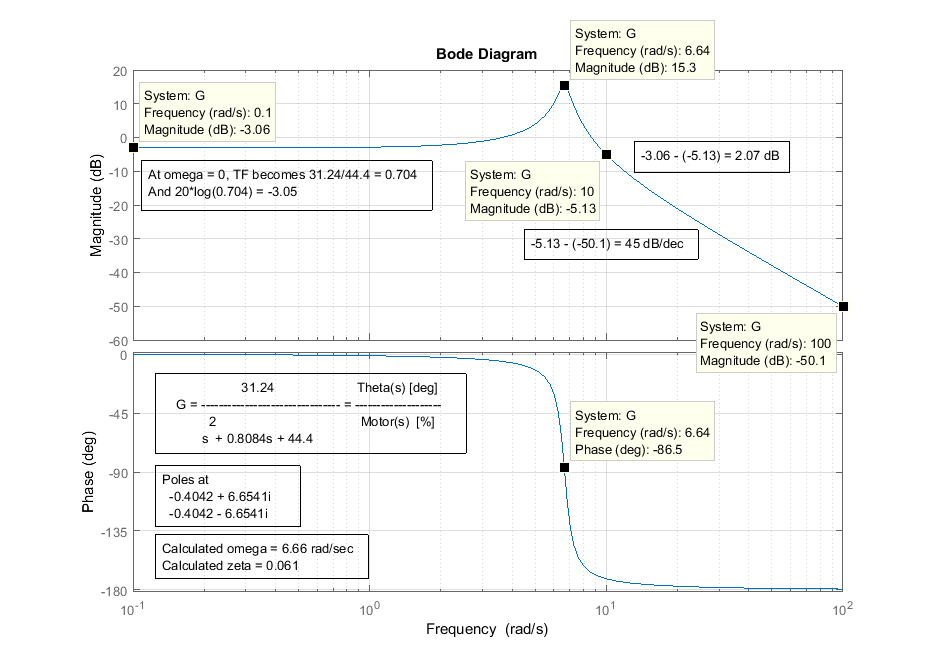 System: G
Frequency (rad/s): 6.64
Magnitude (dB): 15.3
Bode Diagram
20
10
0
-10
-20
-30
-40
-50
-60
Magnitude (dB)
System: G
Frequency (rad/s): 0.1
Magnitude (dB): -3.06
At omega = 0, TF becomes 31.24/44.4 = 0.704
And 20*log(0.704) = -3.05
-3.06 - (-5.13) = 2.07 dB
System: G
Frequency (rad/s): 10
Magnitude (dB): -5.13
-5.13 - (-50.1) = 45 dB/dec
System: G
Frequency (rad/s): 100
Magnitude (dB): -50.1
0
-45
-90
-135
-180
Phase (deg)
31.24 Theta(s) [deg]
G = -------------------------------- = --------------------
2 Motor(s) [%]
s + 0.8084s + 44.4
System: G
Frequency (rad/s): 6.64
Phase (deg): -86.5
Poles at
-0.4042 + 6.6541i
-0.4042 - 6.6541i
Calculated omega = 6.66 rad/sec
Calculated zeta = 0.061
10^-1 10^0 10^1 10^2
Frequency (rad/s)